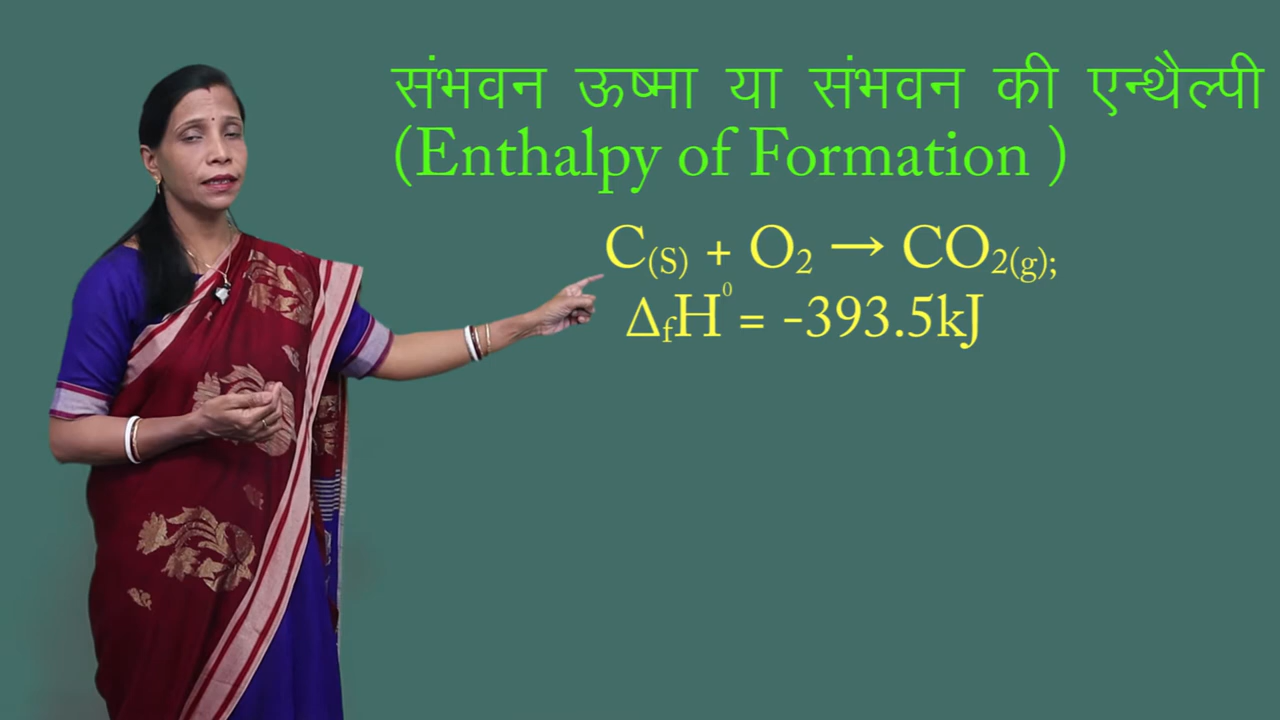 संभवन ऊष्मा या संभवन की एन्थैल्पी
(Enthalpy of Formation )
C(S) + O2 → CO2(g);
ΔfH⁰ = -393.5kJ